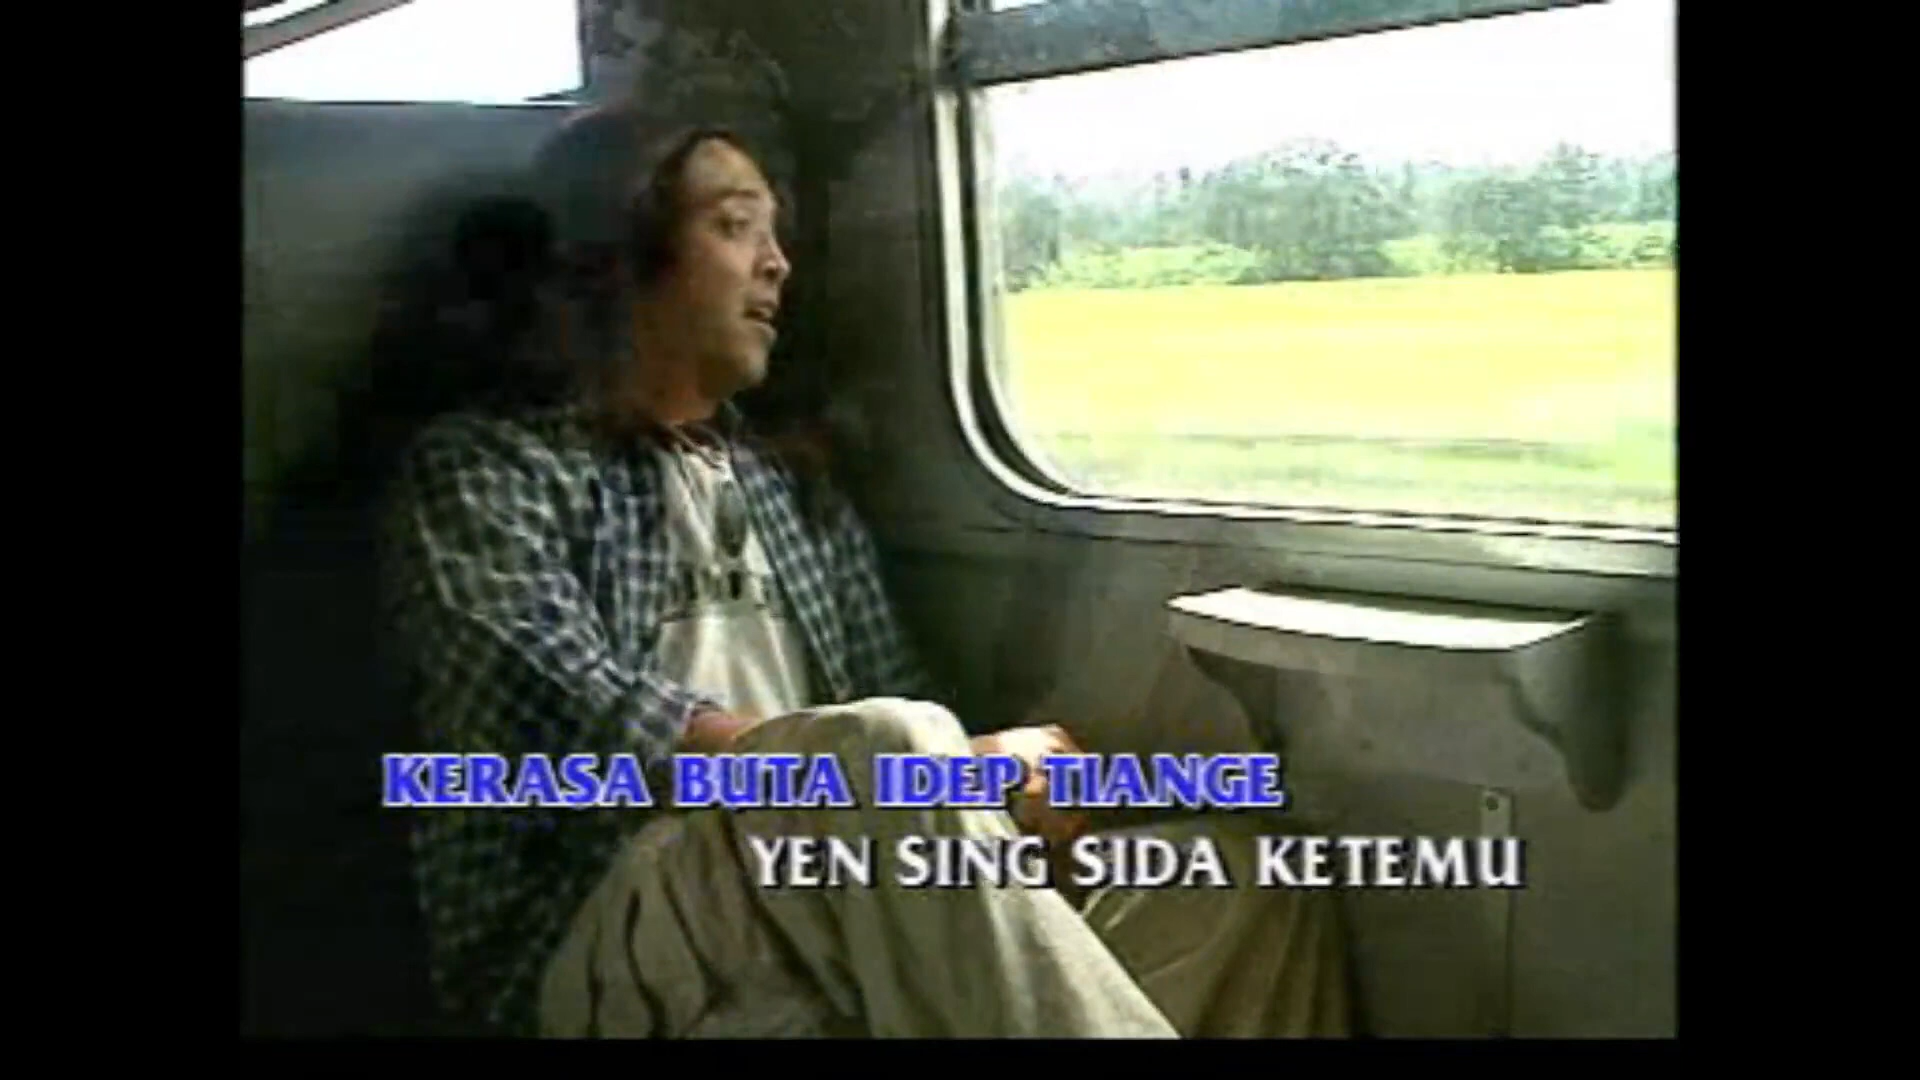 KERASA BUTA IDEP TIANGE
YEN SING SIDA KETEMU